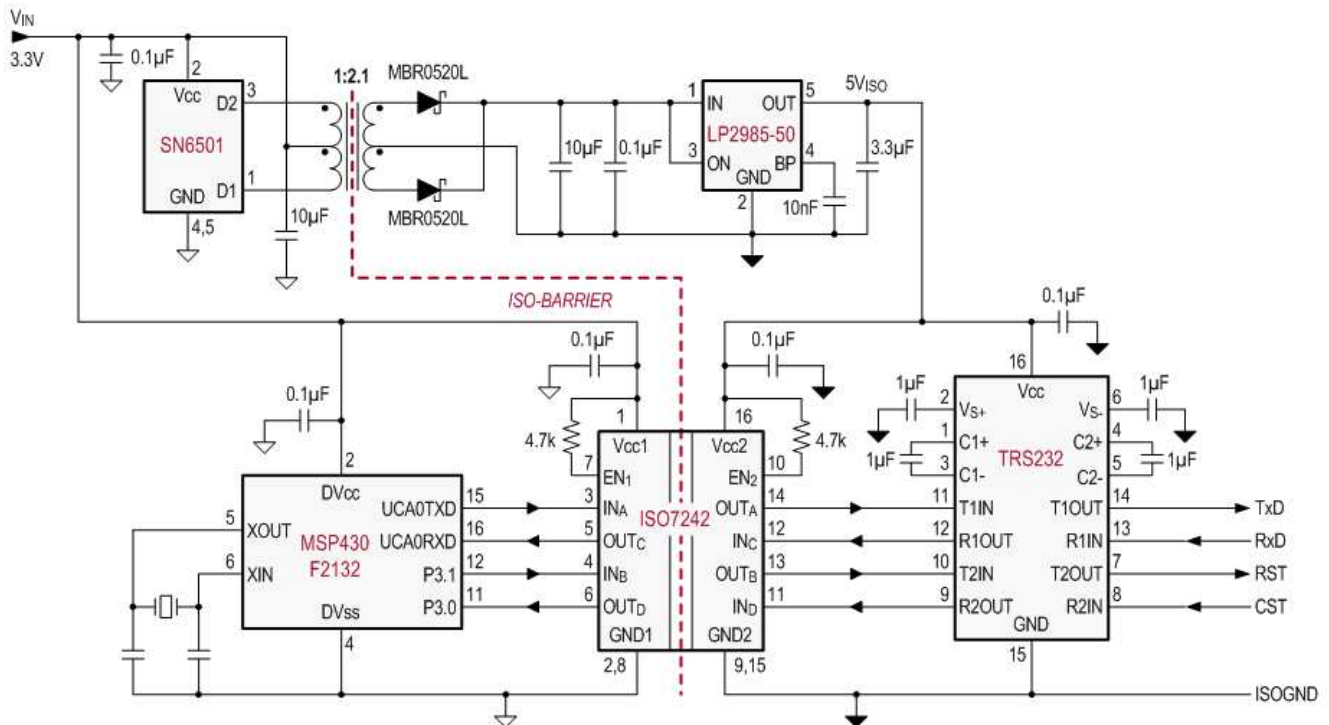 VIN
3.3V
0.1µF
2
Vcc
SN6501
D2
3
D1
1
GND
4,5
10µF
1:2.1
MBR0520L
MBR0520L
10µF
0.1µF
1
IN
OUT
5
LP2985-50
3
ON
BP
4
GND
2
10nF
5VISO
3.3µF
ISO-BARRIER
0.1µF
0.1µF
0.1µF
0.1µF
2
DVcc
MSP430
F2132
5
XOUT
6
XIN
UCA0TXD
15
UCA0RXD
16
P3.1
12
P3.0
11
DVss
4
4.7k
1
Vcc1
7
EN1
3
INA
5
OUTC
4
INB
6
OUTD
GND1
2,8
ISO7242
16
Vcc2
4.7k
10
EN2
14
OUTA
12
INC
13
OUTB
11
IND
GND2
9,15
16
Vcc
1µF
2
VS+
1
C1+
1µF
3
C1-
1µF
6
VS-
4
C2+
1µF
5
C2-
TRS232
11
T1IN
T1OUT
14
TxD
12
R1OUT
R1IN
13
RxD
10
T2IN
T2OUT
7
RST
9
R2OUT
R2IN
8
CST
GND
15
ISOGND